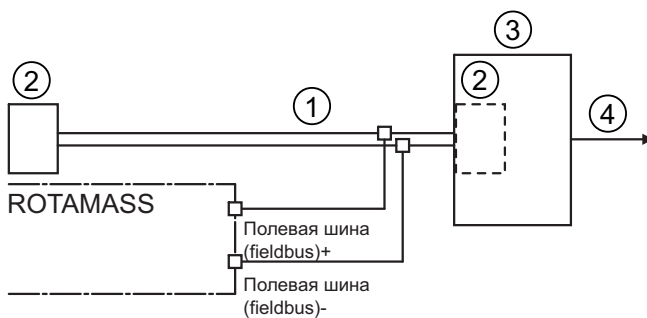 ③
② ① ② ④
ROTAMASS
Полевая шина
(fieldbus)+
Полевая шина
(fieldbus)-